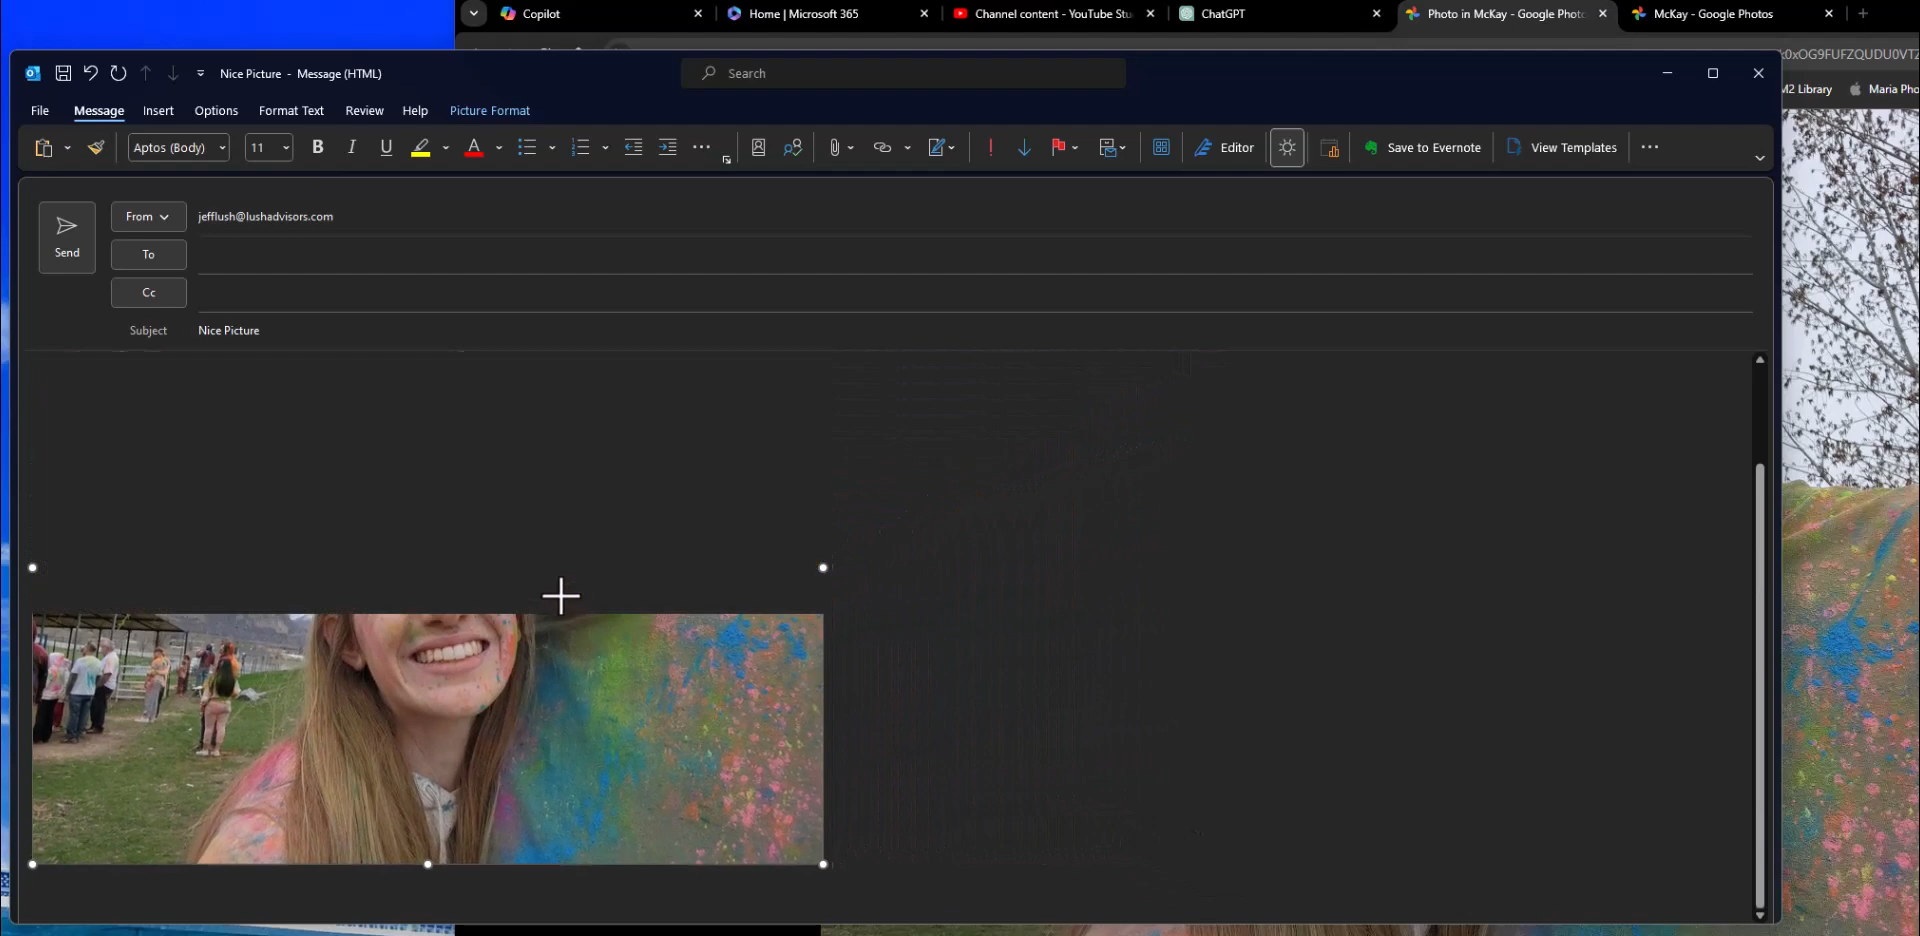 Copilot
Home | Microsoft 365
Channel content - YouTube Stu
ChatGPT
Photo in McKay - Google Photo
McKay - Google Photos
Nice Picture - Message (HTML)
Search
File Message Insert Options Format Text Review Help Picture Format
M2 Library Maria Pho
Aptos (Body) 11 B I U A Editor Save to Evernote View Templates
Send
From jefflush@lushadvisors.com
To
Cc
Subject Nice Picture